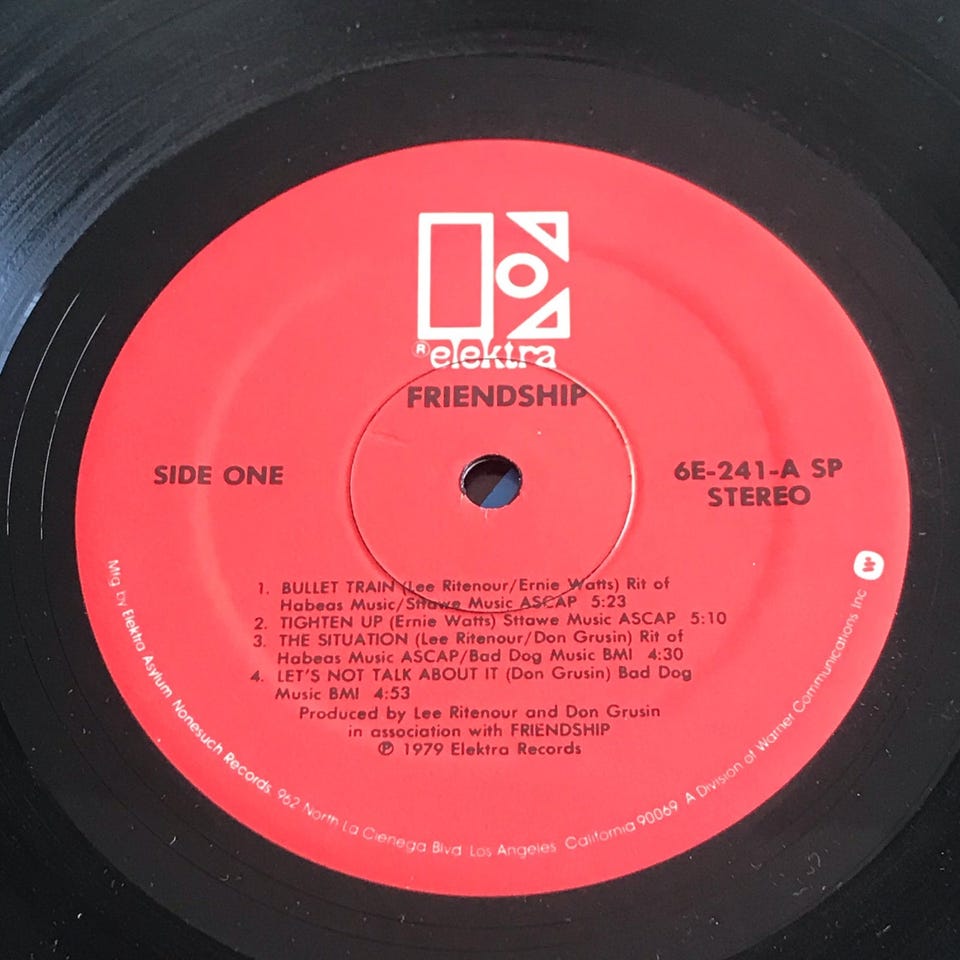 ® elektra
FRIENDSHIP
SIDE ONE
6E-241-A SP
STEREO
1. BULLET TRAIN (Lee Ritenour/Ernie Watts) Rit of
Habeas Music/Sttawe Music ASCAP 5:23
2. TIGHTEN UP (Ernie Watts) Sttawe Music ASCAP 5:10
3. THE SITUATION (Lee Ritenour/Don Grusin) Rit of
Habeas Music ASCAP/Bad Dog Music BMI 4:30
4. LET'S NOT TALK ABOUT IT (Don Grusin) Bad Dog
Music BMI 4:53
Produced by Lee Ritenour and Don Grusin
in association with FRIENDSHIP
℗ 1979 Elektra Records
Mfg by Elektra Asylum Nonesuch Records, 962 North La Cienega Blvd Los Angeles California 90069 A Division of Warner Communications Inc